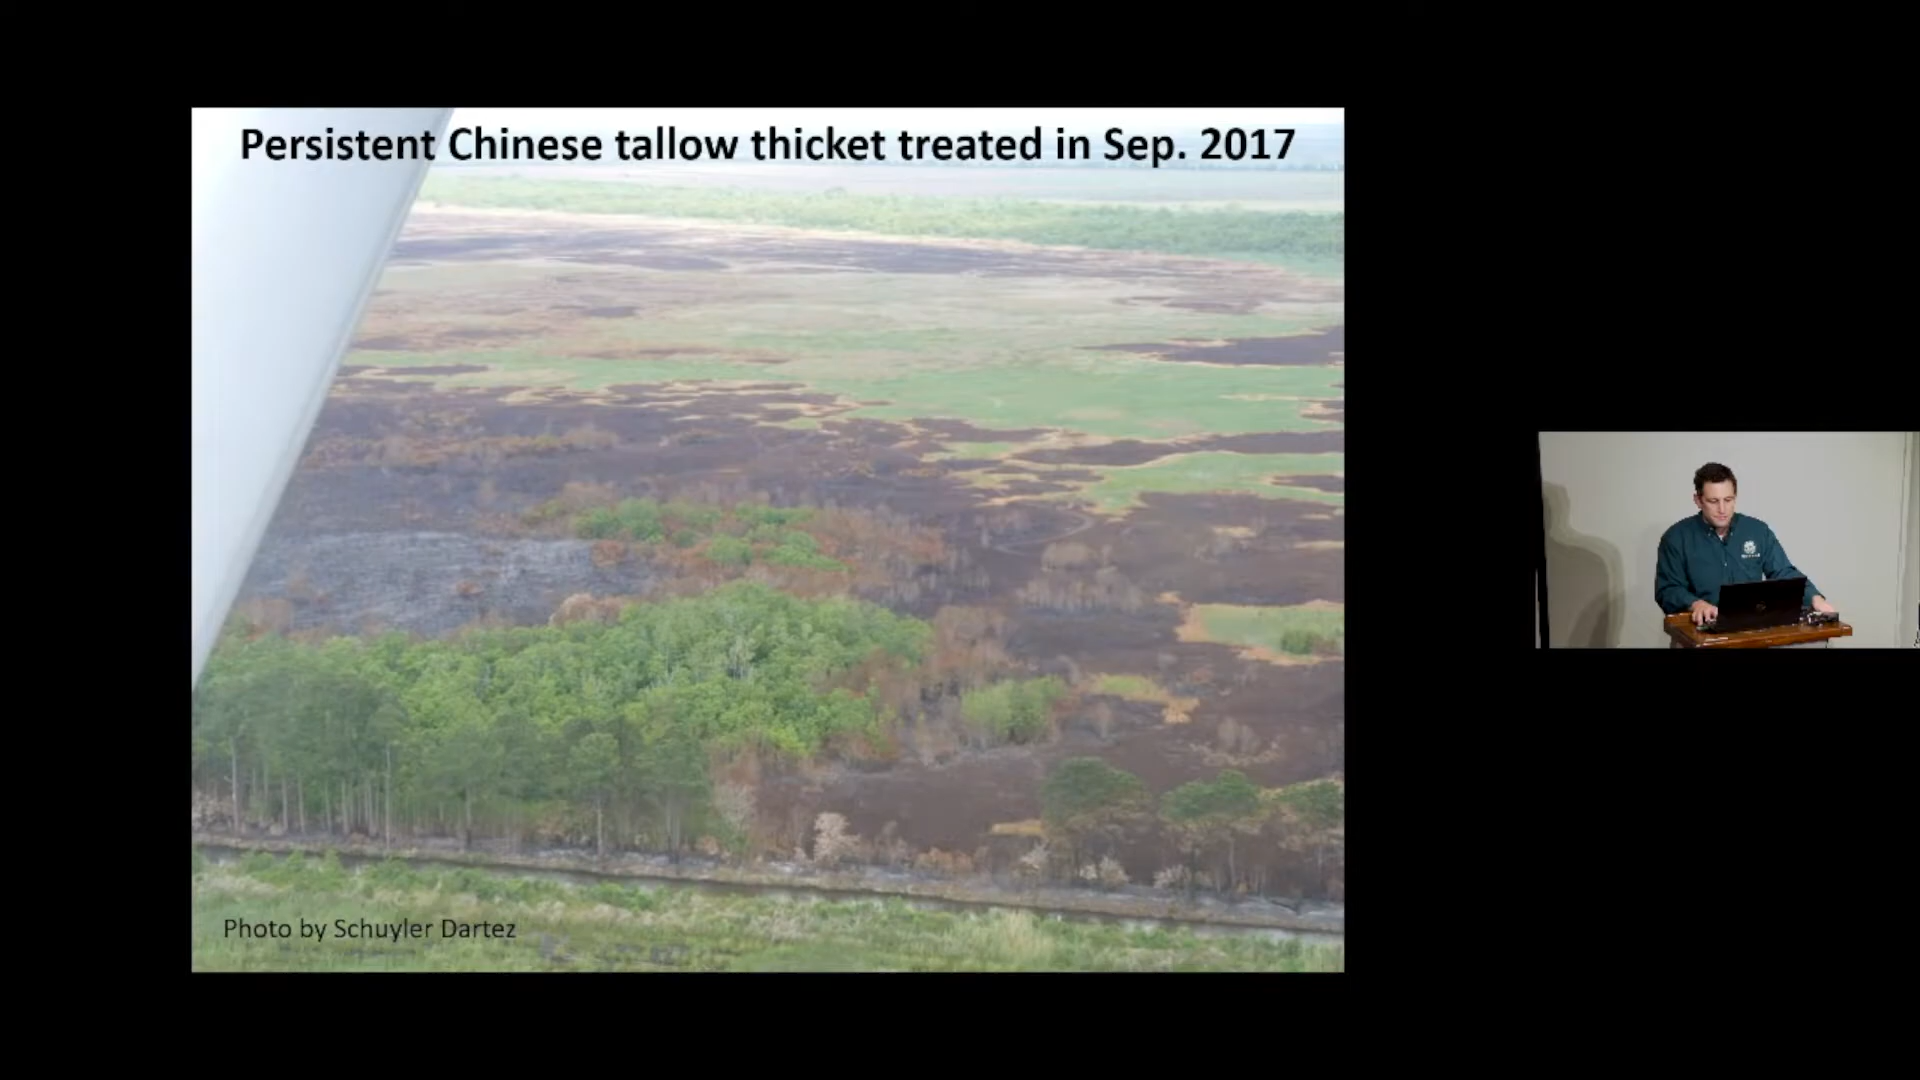 Persistent Chinese tallow thicket treated in Sep. 2017
Photo by Schuyler Dartez